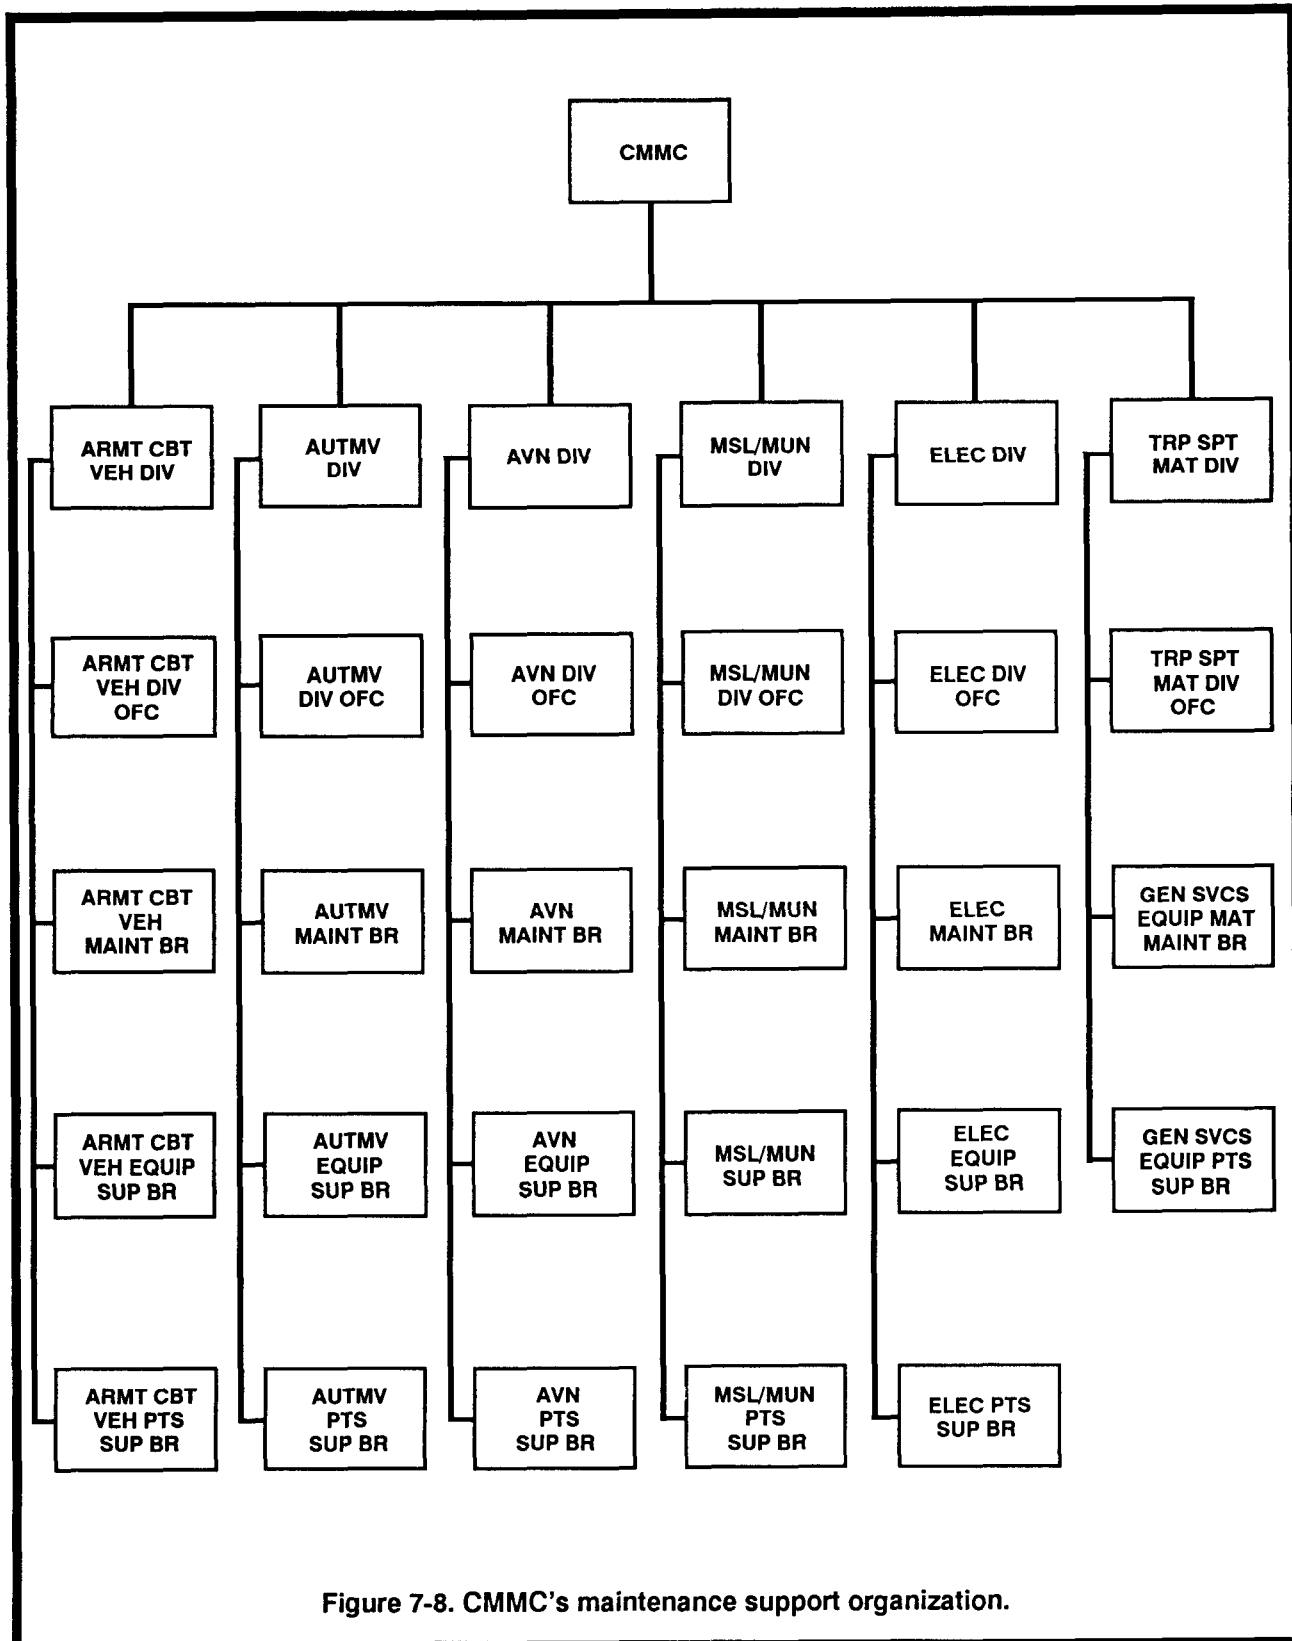 CMMC
ARMT CBT
VEH DIV
AUTMV
DIV
AVN DIV
MSL/MUN
DIV
ELEC DIV
TRP SPT
MAT DIV
ARMT CBT
VEH DIV
OFC
AUTMV
DIV OFC
AVN DIV
OFC
MSL/MUN
DIV OFC
ELEC DIV
OFC
TRP SPT
MAT DIV
OFC
ARMT CBT
VEH
MAINT BR
AUTMV
MAINT BR
AVN
MAINT BR
MSL/MUN
MAINT BR
ELEC
MAINT BR
GEN SVCS
EQUIP MAT
MAINT BR
ARMT CBT
VEH EQUIP
SUP BR
AUTMV
EQUIP
SUP BR
AVN
EQUIP
SUP BR
MSL/MUN
SUP BR
ELEC
EQUIP
SUP BR
GEN SVCS
EQUIP PTS
SUP BR
ARMT CBT
VEH PTS
SUP BR
AUTMV
PTS
SUP BR
AVN
PTS
SUP BR
MSL/MUN
PTS
SUP BR
ELEC PTS
SUP BR
Figure 7-8. CMMC's maintenance support organization.